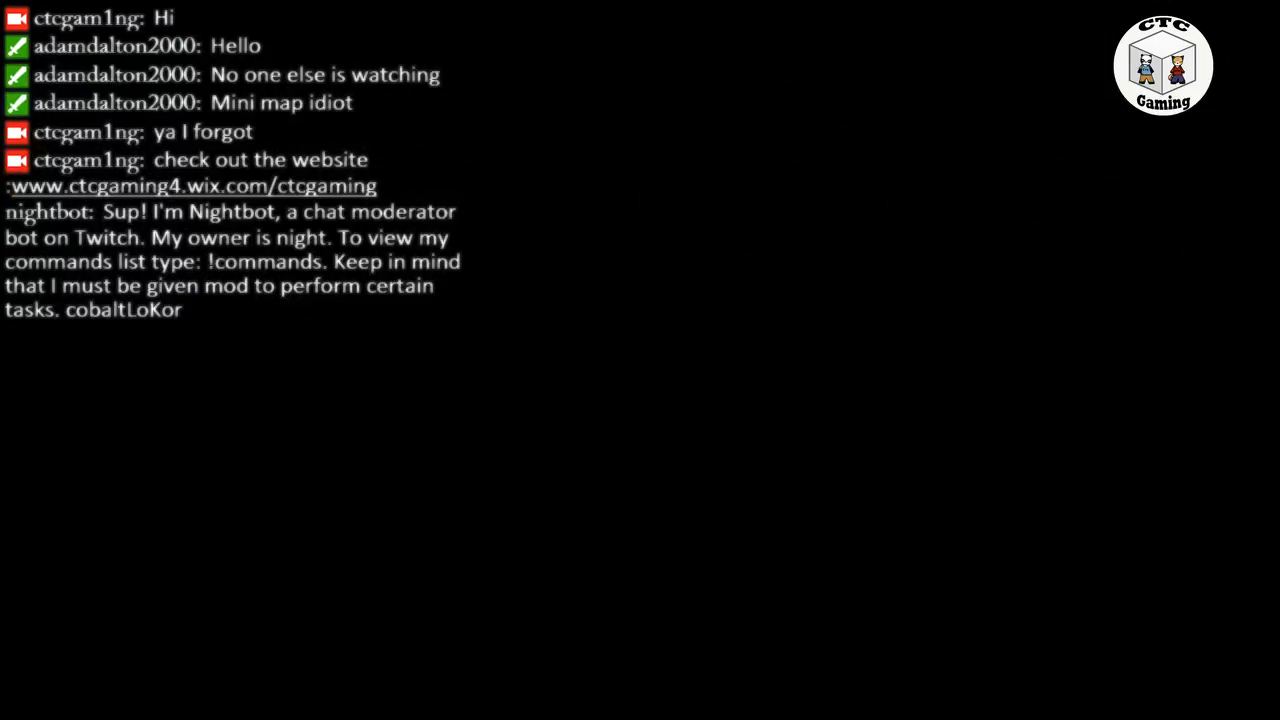 ctcgam1ng: Hi
adamdalton2000: Hello
adamdalton2000: No one else is watching
adamdalton2000: Mini map idiot
ctcgam1ng: ya I forgot
ctcgam1ng: check out the website
:www.ctcgaming4.wix.com/ctcgaming
nightbot: Sup! I'm Nightbot, a chat moderator
bot on Twitch. My owner is night. To view my
commands list type: !commands. Keep in mind
that I must be given mod to perform certain
tasks. cobaltLoKor
CTC
Gaming